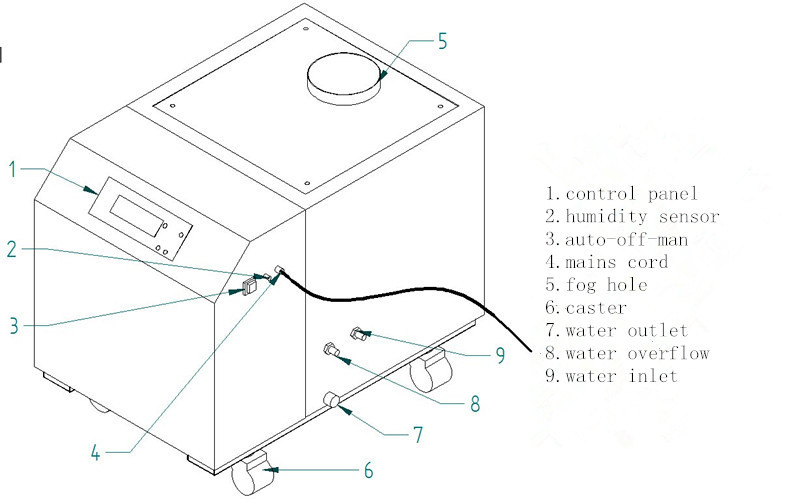 5
1
2
3
4
9
8
7
6
1.control panel
2.humidity sensor
3.auto-off-man
4.mains cord
5.fog hole
6.caster
7.water outlet
8.water overflow
9.water inlet